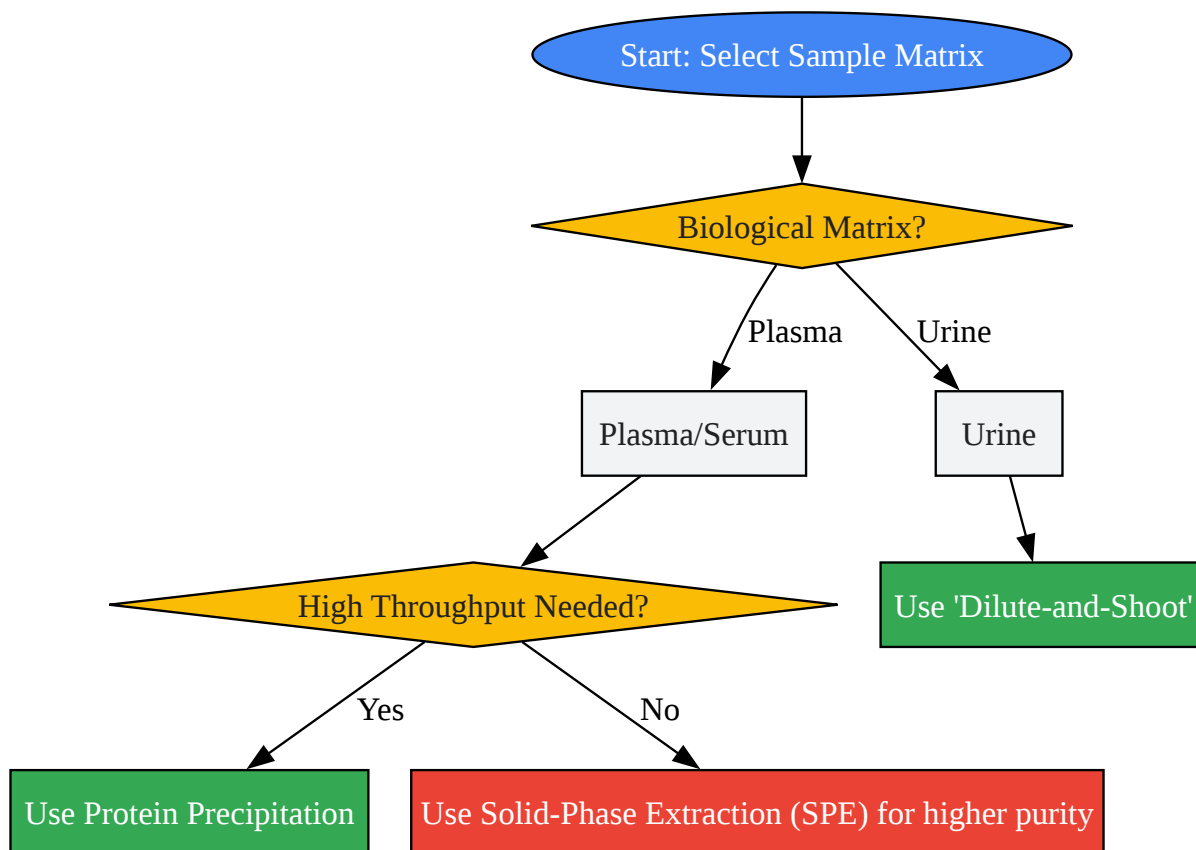 Start: Select Sample Matrix
Biological Matrix?
Plasma
Urine
Plasma/Serum
Urine
High Throughput Needed?
Use 'Dilute-and-Shoot'
Yes
No
Use Protein Precipitation
Use Solid-Phase Extraction (SPE) for higher purity